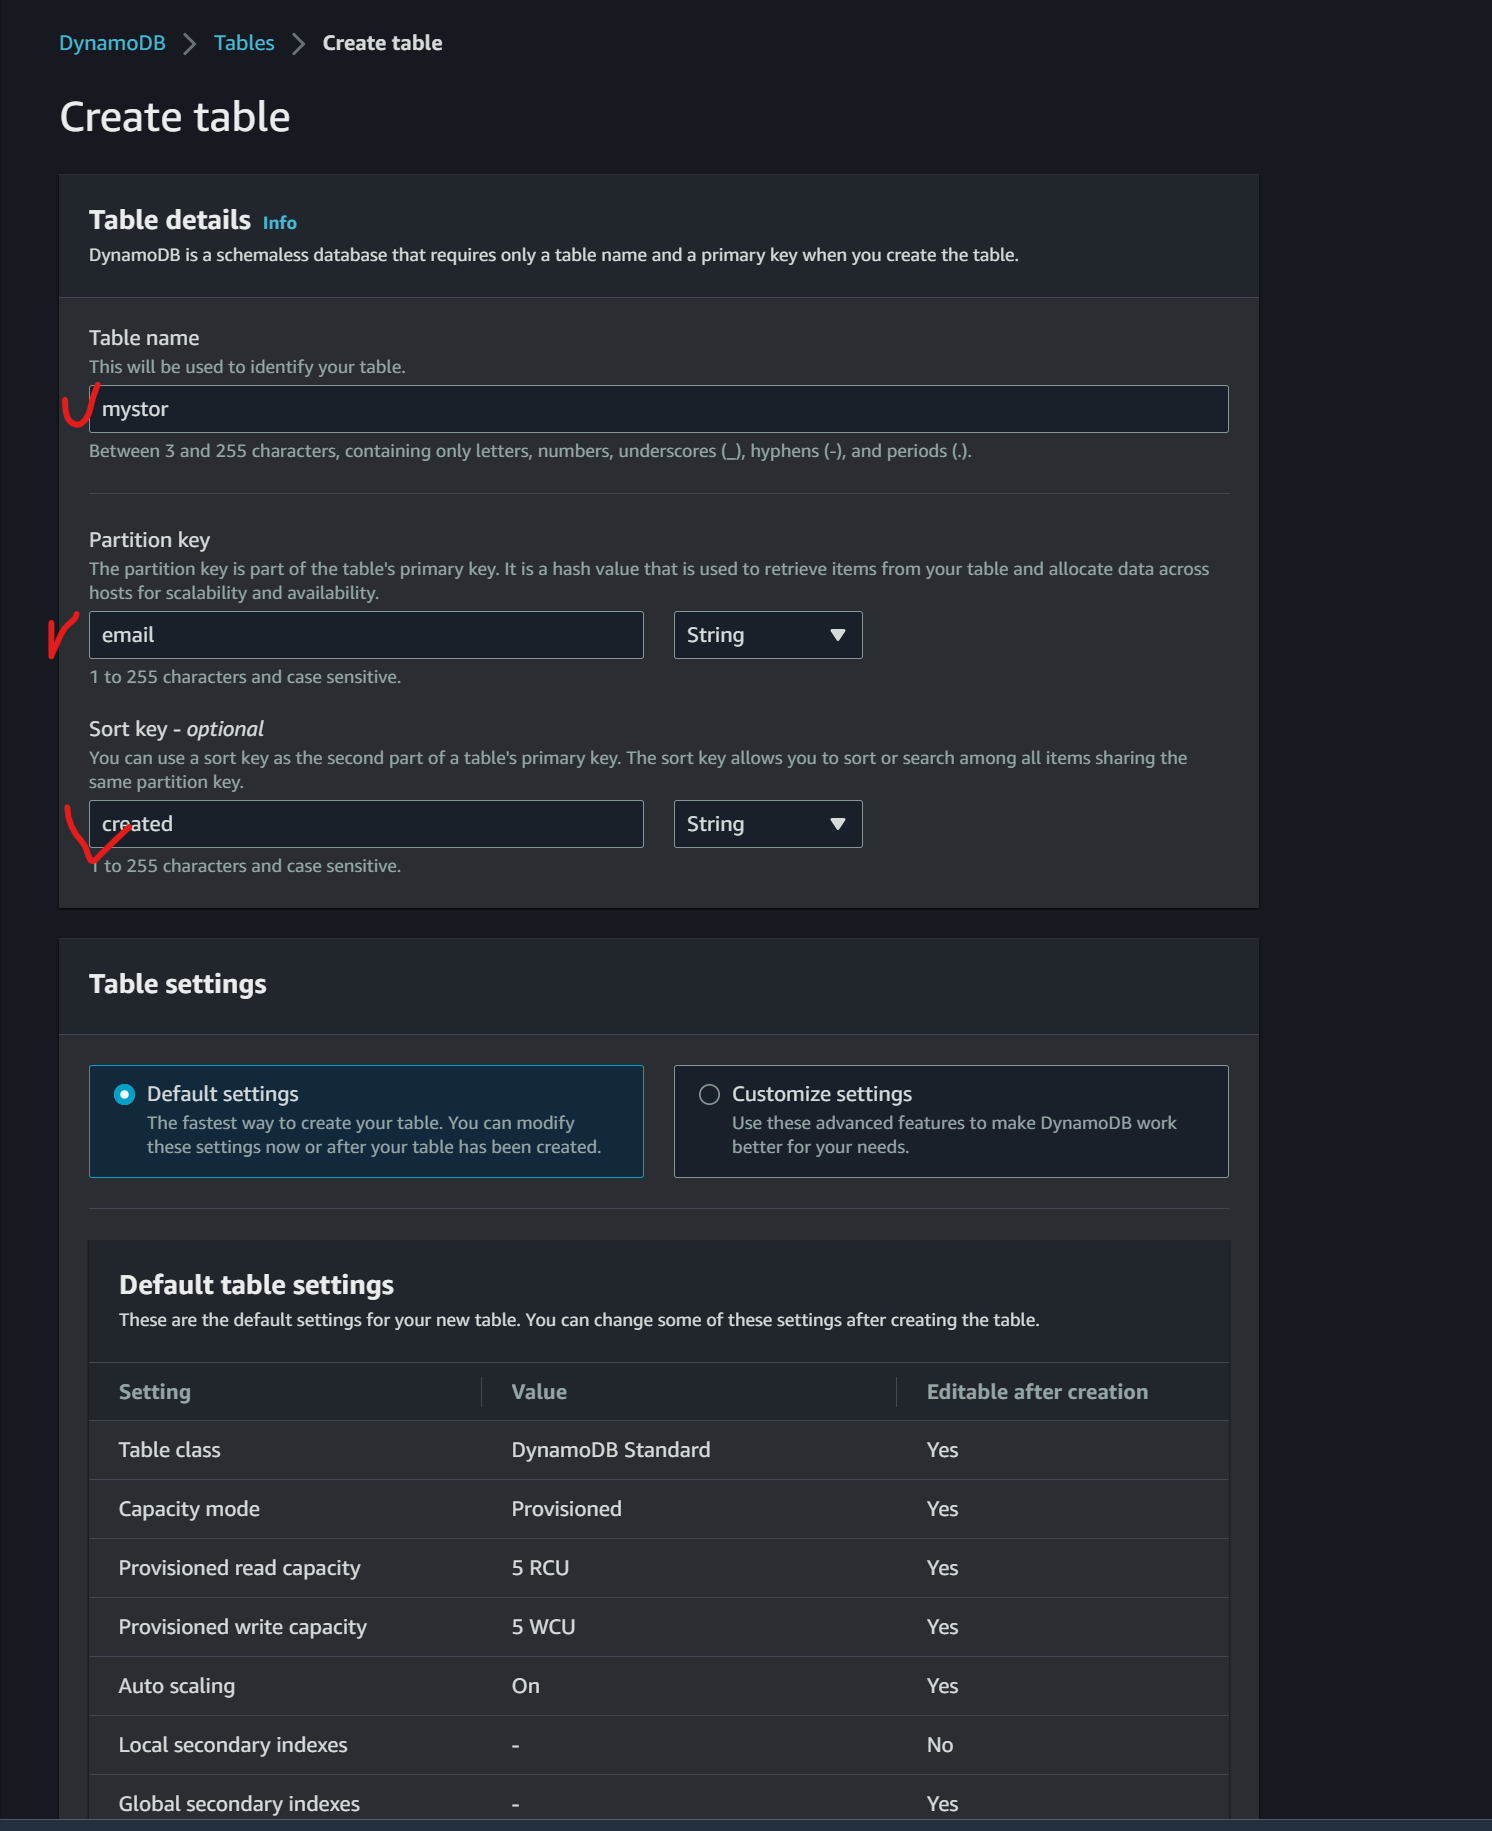 DynamoDB > Tables > Create table
Create table
Table details Info
DynamoDB is a schemaless database that requires only a table name and a primary key when you create the table.
Table name
This will be used to identify your table.
mystor
Between 3 and 255 characters, containing only letters, numbers, underscores (_), hyphens (-), and periods (.).
Partition key
The partition key is part of the table's primary key. It is a hash value that is used to retrieve items from your table and allocate data across
hosts for scalability and availability.
email String
1 to 255 characters and case sensitive.
Sort key - optional
You can use a sort key as the second part of a table's primary key. The sort key allows you to sort or search among all items sharing the
same partition key.
created String
1 to 255 characters and case sensitive.
Table settings
Default settings
The fastest way to create your table. You can modify
these settings now or after your table has been created.
Customize settings
Use these advanced features to make DynamoDB work
better for your needs.
Default table settings
These are the default settings for your new table. You can change some of these settings after creating the table.
Setting Value Editable after creation
Table class DynamoDB Standard Yes
Capacity mode Provisioned Yes
Provisioned read capacity 5 RCU Yes
Provisioned write capacity 5 WCU Yes
Auto scaling On Yes
Local secondary indexes - No
Global secondary indexes - Yes